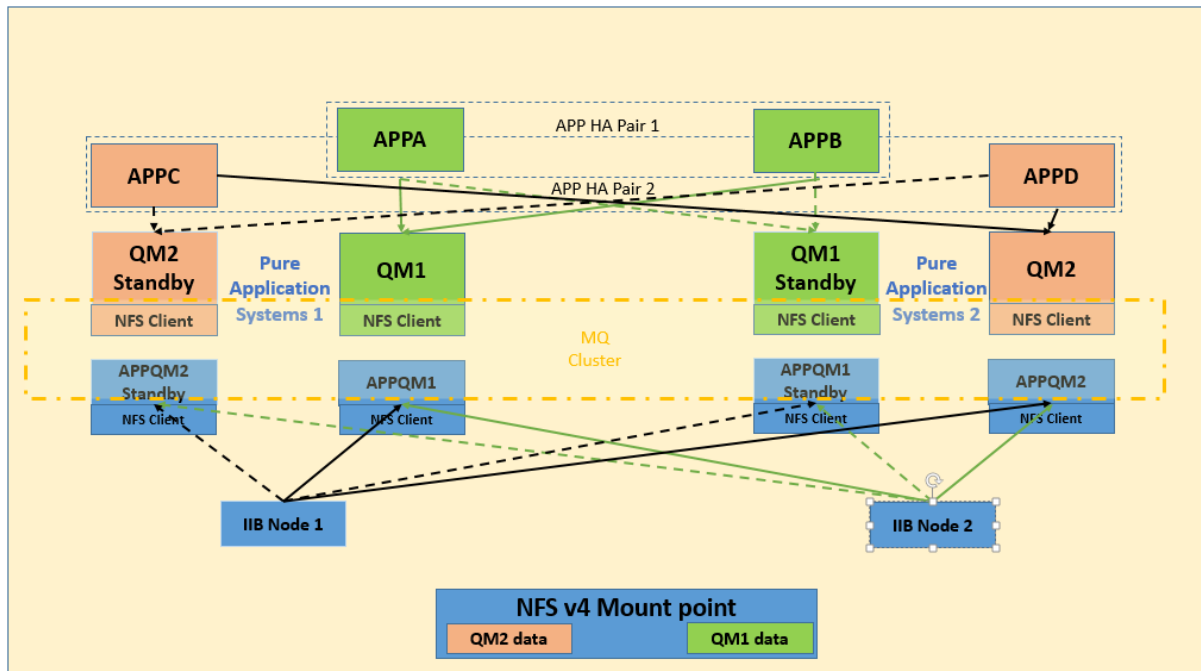 APP HA Pair 1
APPA
APPB
APPC
APP HA Pair 2
APPD
QM2
Standby
Pure
Application
Systems 1
QM1
QM1
Standby
Pure
Application
Systems 2
QM2
NFS Client
NFS Client
NFS Client
NFS Client
MQ
Cluster
APPQM2
Standby
APPQM1
APPQM1
Standby
APPQM2
NFS Client
NFS Client
NFS Client
NFS Client
IIB Node 1
IIB Node 2
NFS v4 Mount point
QM2 data
QM1 data